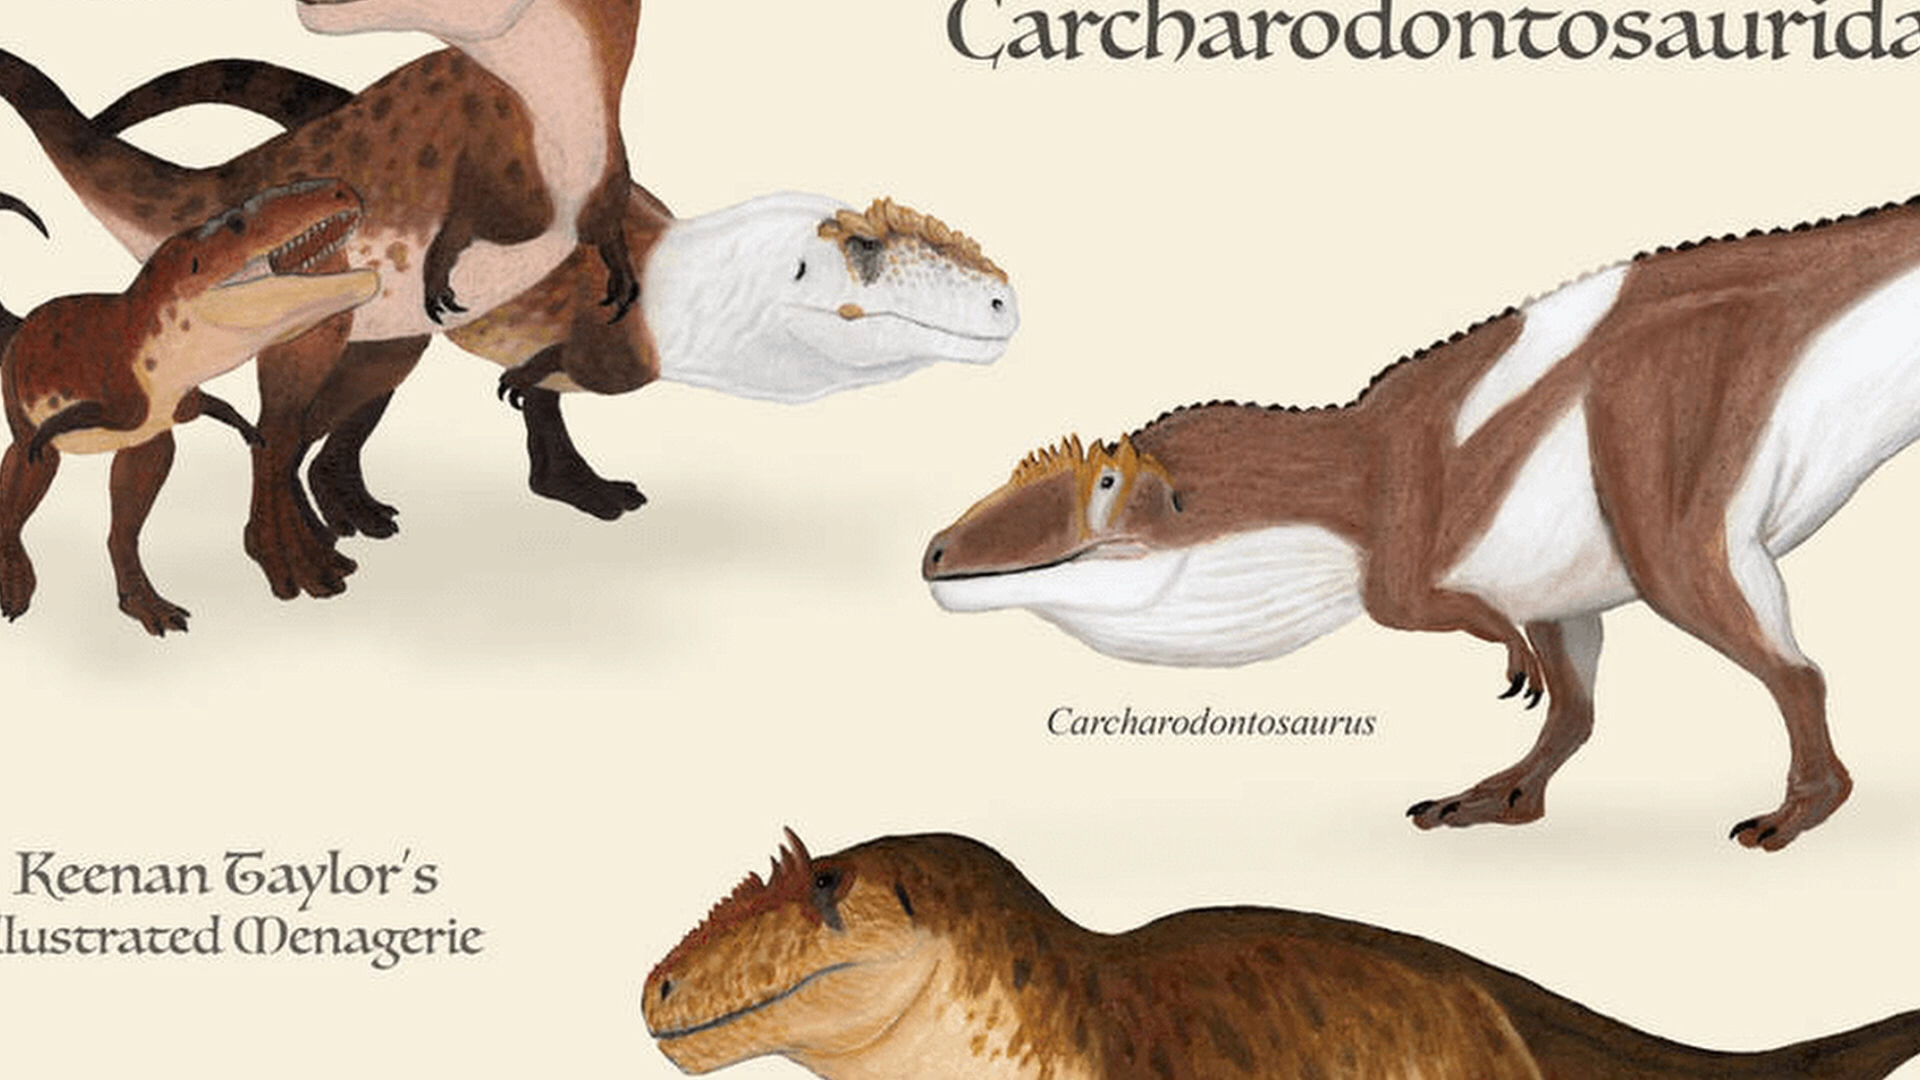 Carcharodontosaurida
Carcharodontosaurus
Keenan Taylor's
llustrated Menagerie